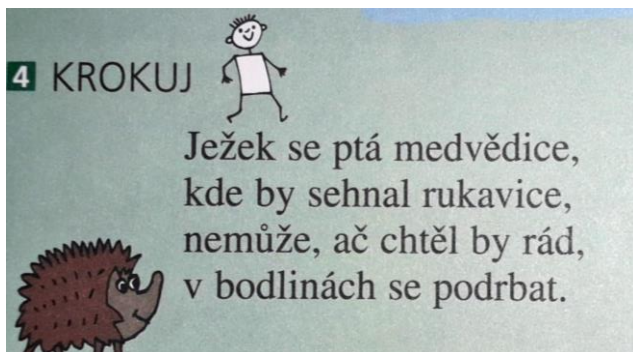 4 KROKUJ
Ježek se ptá medvědice,
kde by sehnal rukavice,
nemůže, ač chtěl by rád,
v bodlinách se podrbat.